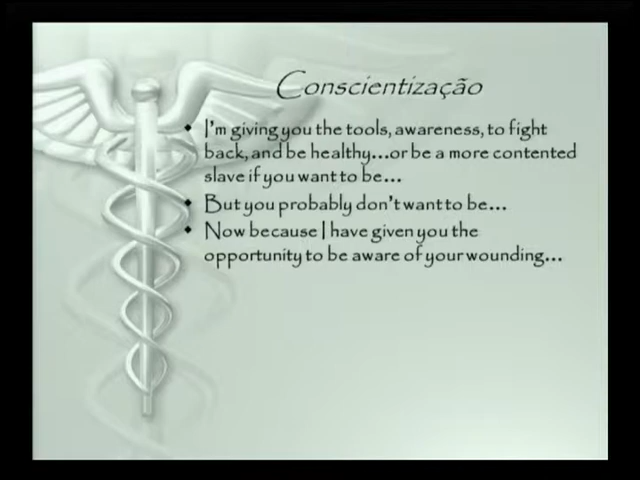 Conscientização
• I'm giving you the tools, awareness, to fight
back, and be healthy...or be a more contented
slave if you want to be...
• But you probably don't want to be...
• Now because I have given you the
opportunity to be aware of your wounding...